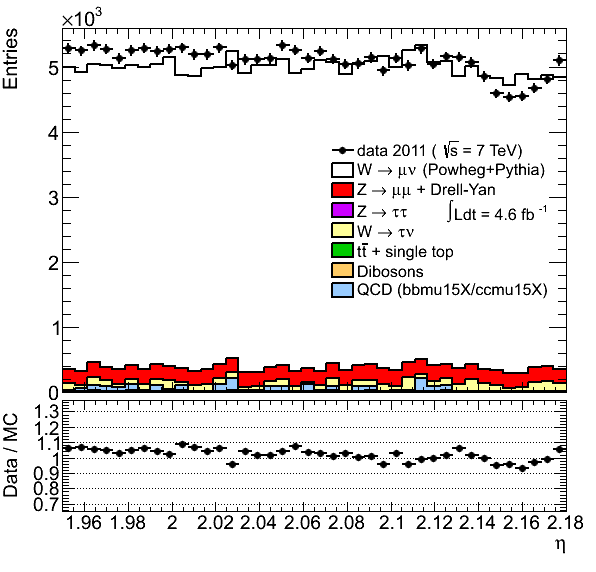 ×10³
Entries
5
4
3
2
1
0
data 2011 ( √s = 7 TeV)
W → μν (Powheg+Pythia)
Z → μμ + Drell-Yan
Z → ττ ∫Ldt = 4.6 fb⁻¹
W → τν
tt̄ + single top
Dibosons
QCD (bbmu15X/ccmu15X)
Data / MC
1.3
1.2
1.1
1
0.9
0.8
0.7
1.96 1.98 2 2.02 2.04 2.06 2.08 2.1 2.12 2.14 2.16 2.18
η